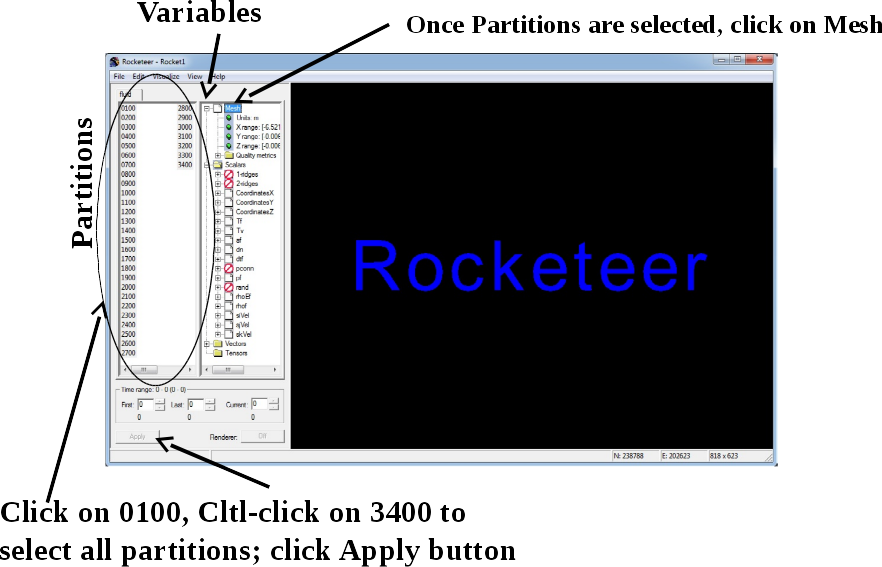 Variables
Once Partitions are selected, click on Mesh
Rocketeer - Rocket1
File Edit Visualize View Help
fluid
Partitions
0100 2800
0200 2900
0300 3000
0400 3100
0500 3200
0600 3300
0700 3400
0800
0900
1000
1100
1200
1300
1400
1500
1600
1700
1800
1900
2000
2100
2200
2300
2400
2500
2600
2700
Mesh
Units: m
X range: [-6.521
Y range: [-0.006
Z range: [-0.006
Quality metrics
Scalars
1-ridges
2-ridges
CoordinatesX
CoordinatesY
CoordinatesZ
Tf
Tv
af
dn
dtf
pconn
pf
rand
rhoEf
rhof
siVel
sjVel
skVel
Vectors
Tensors
Rocketeer
Time range: 0 - 0 (0 - 0)
First: 0 Last: 0 Current: 0
0 0 0
Apply Renderer: Off
N: 238788 E: 202623 818 x 623
Click on 0100, Cltl-click on 3400 to
select all partitions; click Apply button